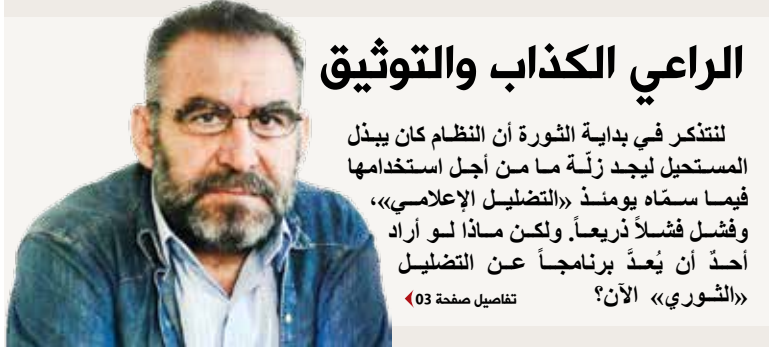 الراعي الكذاب والتوثيق
لنتذكر في بداية الثورة أن النظام كان يبذل
المستحيل ليجد زلّة ما من أجل استخدامها
فيما سمّاه يومئذ «التضليل الإعلامي»،
وفشل فشلاً ذريعاً. ولكن ماذا لو أراد
أحدٌ أن يُعدَّ برنامجاً عن التضليل
«الثوري» الآن؟
تفاصيل صفحة 03